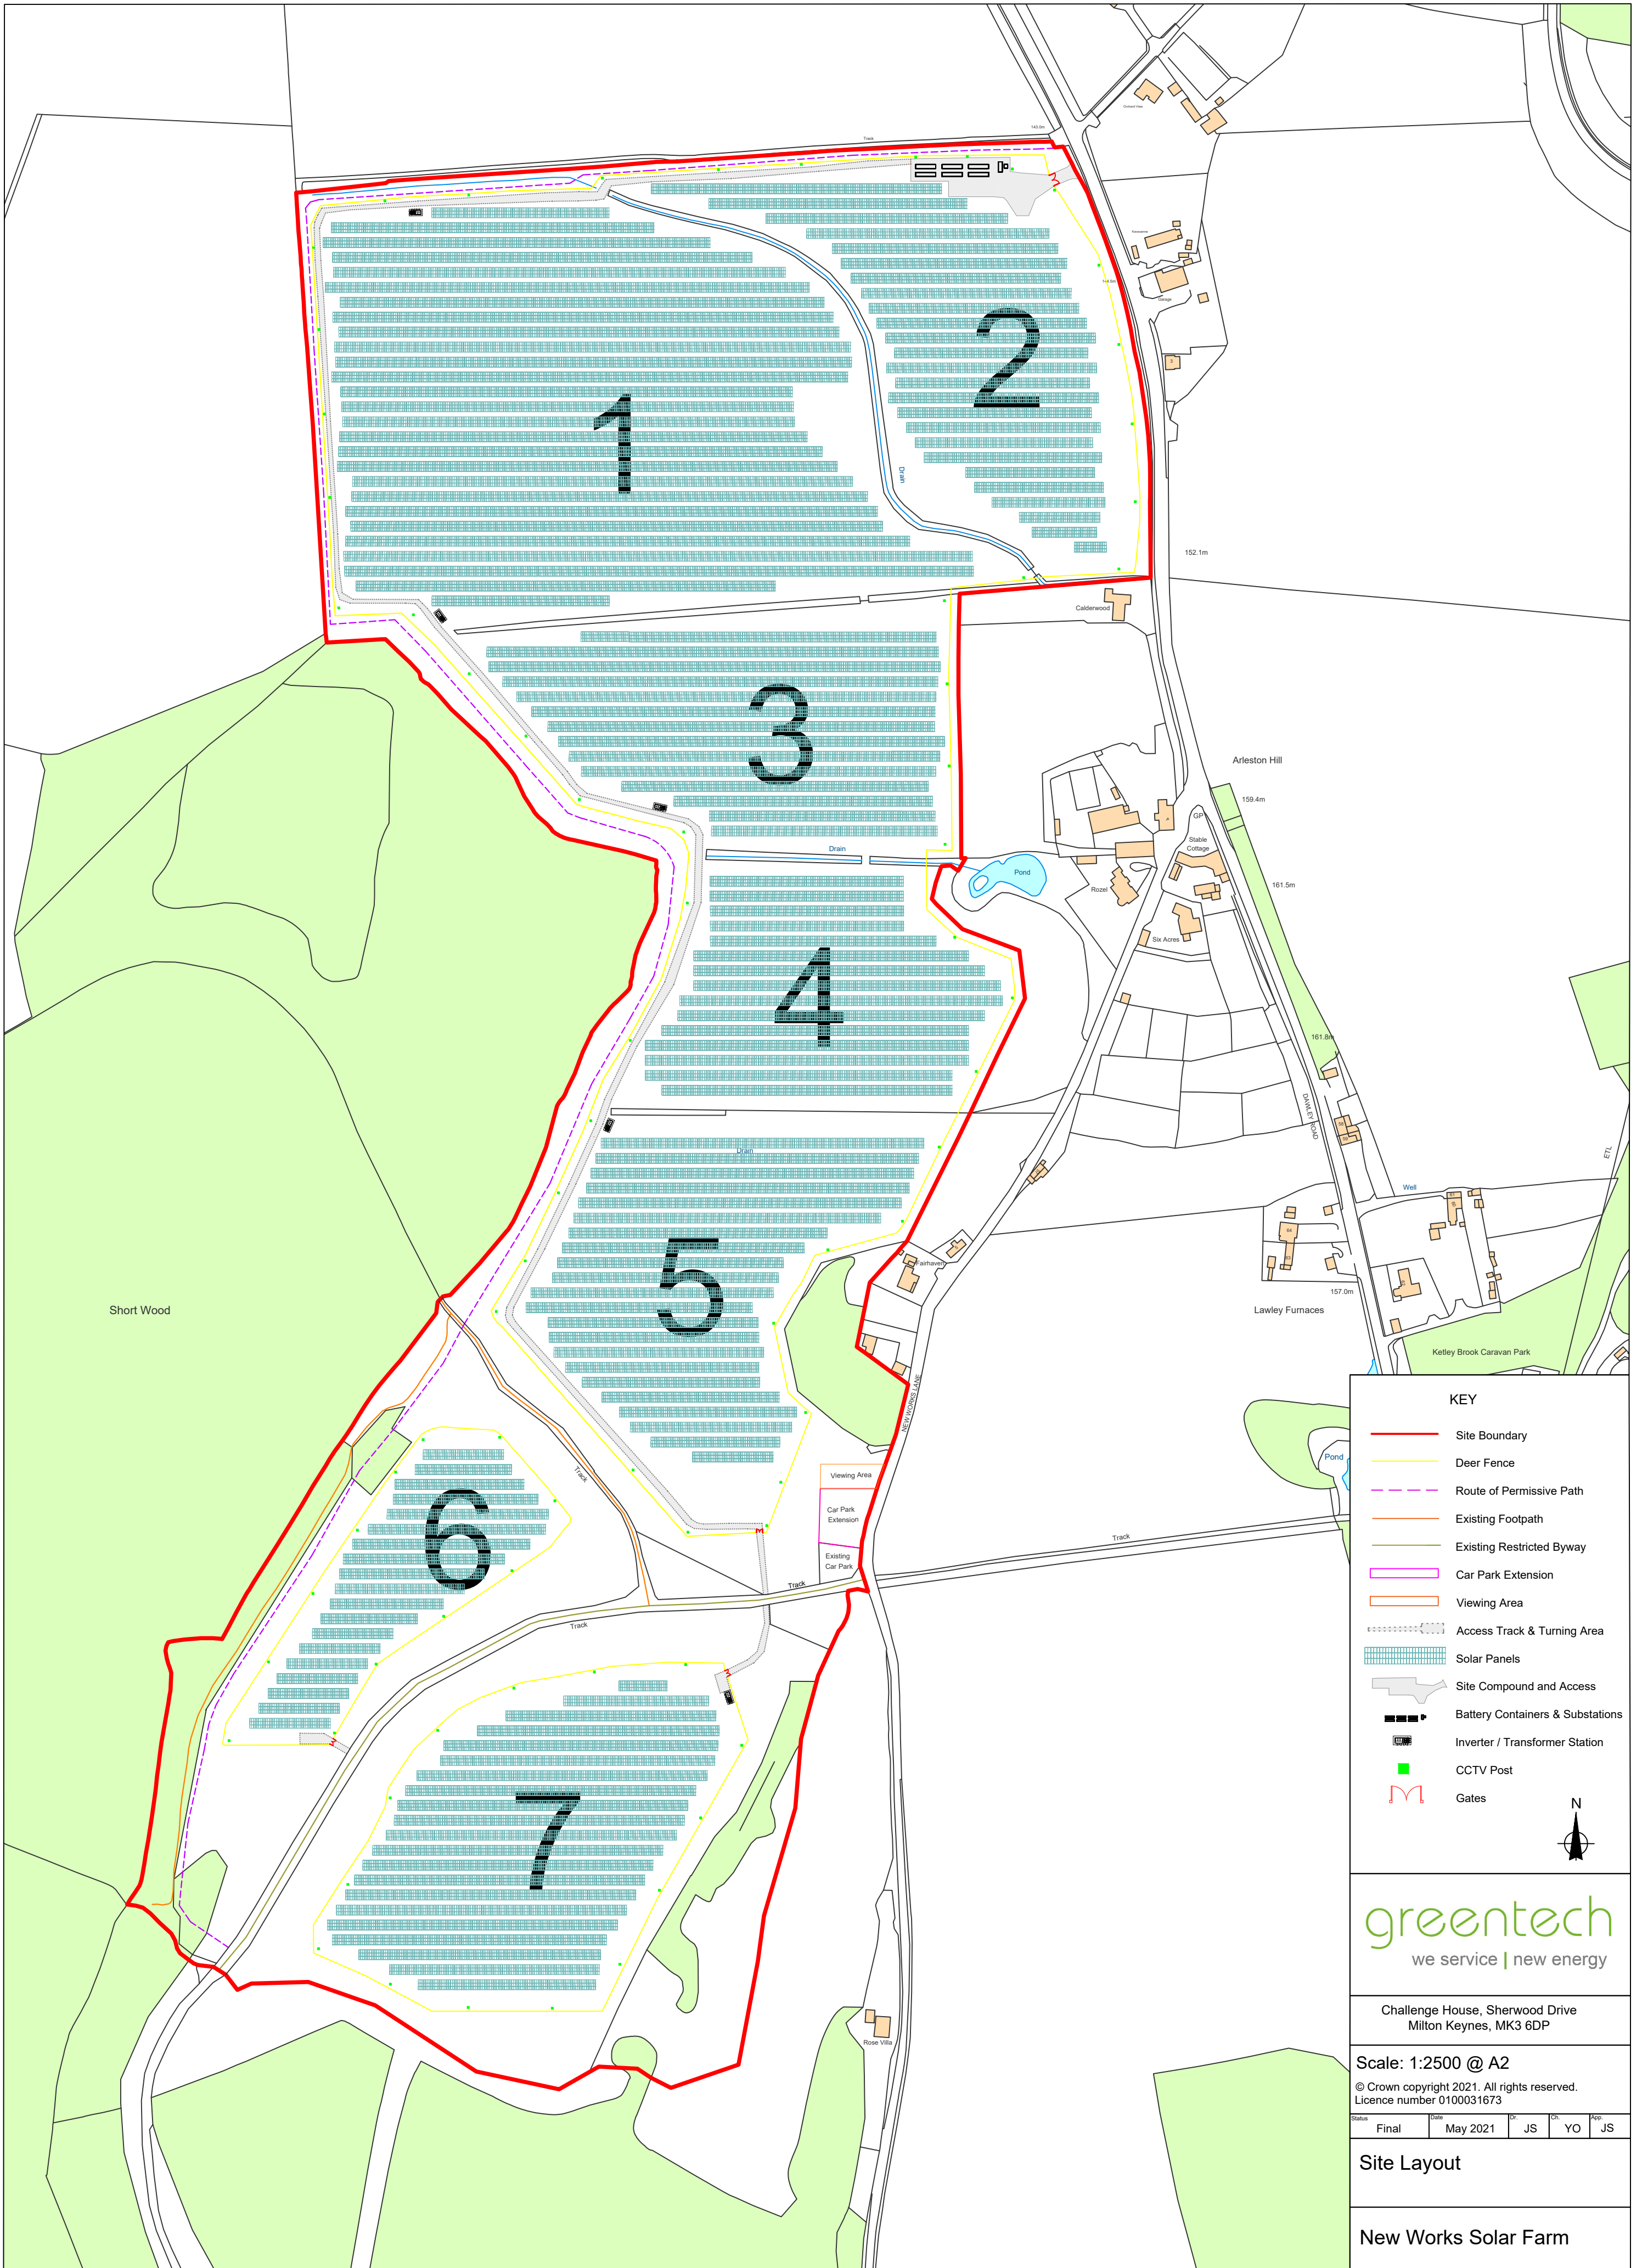 Track
143.0m
Orchard View
Garage
Drain
1
2
152.1m
Calderwood
3
Arleston Hill
159.4m
GP
Stable
Cottage
Drain
Pond
Rozel
161.5m
Six Acres
4
161.8m
DAWLEY ROAD
Drain
ETL
Well
Fairhaven
5
157.0m
Short Wood
Lawley Furnaces
Ketley Brook Caravan Park
NEW WORKS LANE
Viewing Area
Car Park
Extension
Existing
Car Park
Track
Track
Track
Track
Pond
6
7
Rose Villa
KEY
Site Boundary
Deer Fence
Route of Permissive Path
Existing Footpath
Existing Restricted Byway
Car Park Extension
Viewing Area
Access Track & Turning Area
Solar Panels
Site Compound and Access
Battery Containers & Substations
Inverter / Transformer Station
CCTV Post
Gates
N
greentech
we service | new energy
Challenge House, Sherwood Drive
Milton Keynes, MK3 6DP
Scale: 1:2500 @ A2
© Crown copyright 2021. All rights reserved.
Licence number 0100031673
Status Date Dr. Ch. App.
Final May 2021 JS YO JS
Site Layout
New Works Solar Farm